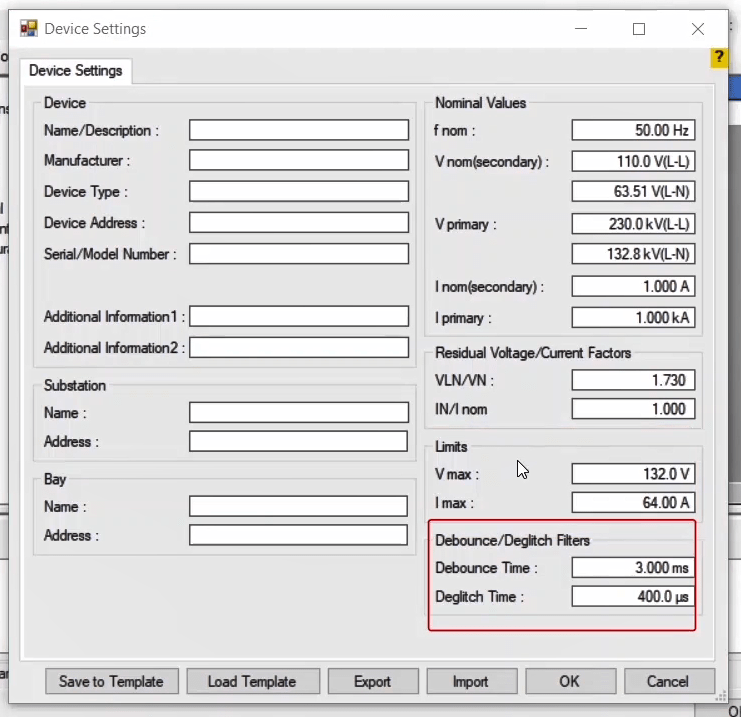 Device Settings
?
Device Settings
Device
Name/Description :
Manufacturer :
Device Type :
Device Address :
Serial/Model Number :
Additional Information1 :
Additional Information2 :
Substation
Name :
Address :
Bay
Name :
Address :
Nominal Values
f nom : 50.00 Hz
V nom(secondary) : 110.0 V(L-L)
63.51 V(L-N)
V primary : 230.0 kV(L-L)
132.8 kV(L-N)
I nom(secondary) : 1.000 A
I primary : 1.000 kA
Residual Voltage/Current Factors
VLN/VN : 1.730
IN/I nom 1.000
Limits
V max : 132.0 V
I max : 64.00 A
Debounce/Deglitch Filters
Debounce Time : 3.000 ms
Deglitch Time : 400.0 µs
Save to Template Load Template Export Import OK Cancel